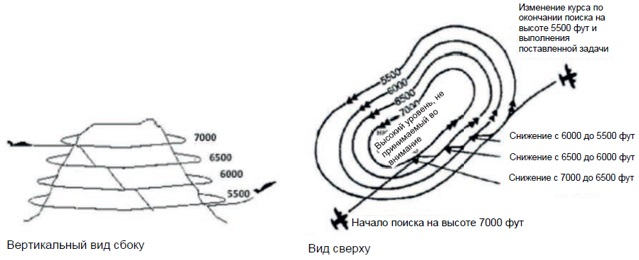 Изменение курса по
окончании поиска на
высоте 5500 фут и
выполнения
поставленной задачи
5500
6000
6500
7000
Высокий уровень, не
принимаемый во
внимание
7000
6500
6000
5500
Снижение с 6000 до 5500 фут
Снижение с 6500 до 6000 фут
Снижение с 7000 до 6500 фут
Начало поиска на высоте 7000 фут
Вертикальный вид сбоку
Вид сверху